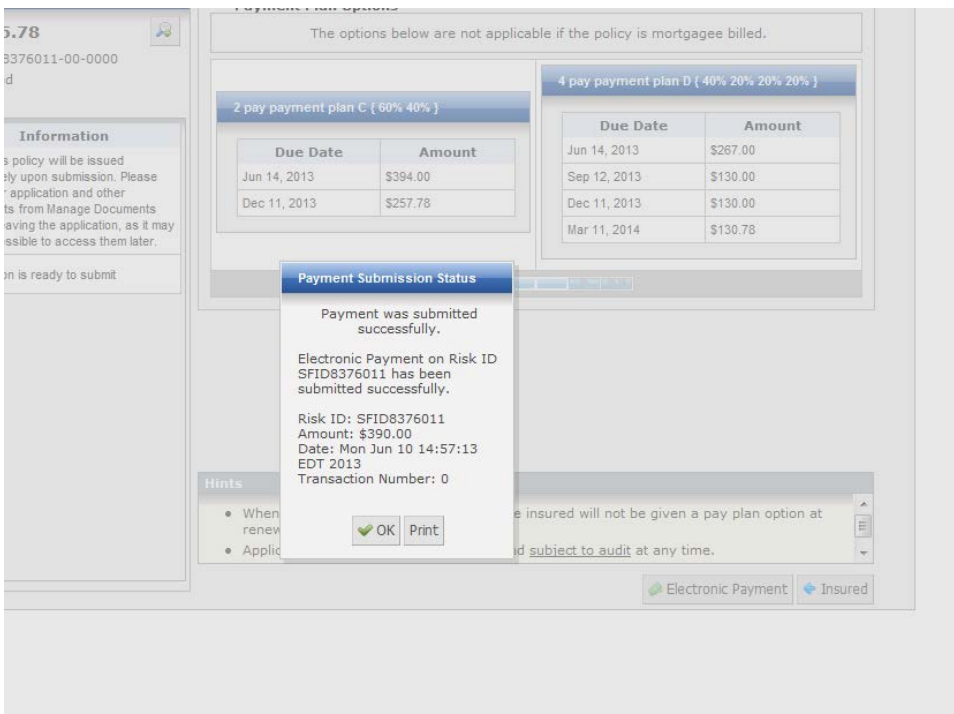 Payment Plan Options
5.78
The options below are not applicable if the policy is mortgagee billed.
8376011-00-0000
d
4 pay payment plan D { 40% 20% 20% 20% }
2 pay payment plan C { 60% 40% }
Due Date Amount
Jun 14, 2013 $267.00
Sep 12, 2013 $130.00
Dec 11, 2013 $130.00
Mar 11, 2014 $130.78
Due Date Amount
Jun 14, 2013 $394.00
Dec 11, 2013 $257.78
Information
s policy will be issued
ely upon submission. Please
r application and other
ts from Manage Documents
eaving the application, as it may
ossible to access them later.
on is ready to submit
Payment Submission Status
Payment was submitted
successfully.
Electronic Payment on Risk ID
SFID8376011 has been
submitted successfully.
Risk ID: SFID8376011
Amount: $390.00
Date: Mon Jun 10 14:57:13
EDT 2013
Transaction Number: 0
OK Print
Hints
When e insured will not be given a pay plan option at
renew
Applic d subject to audit at any time.
Electronic Payment Insured